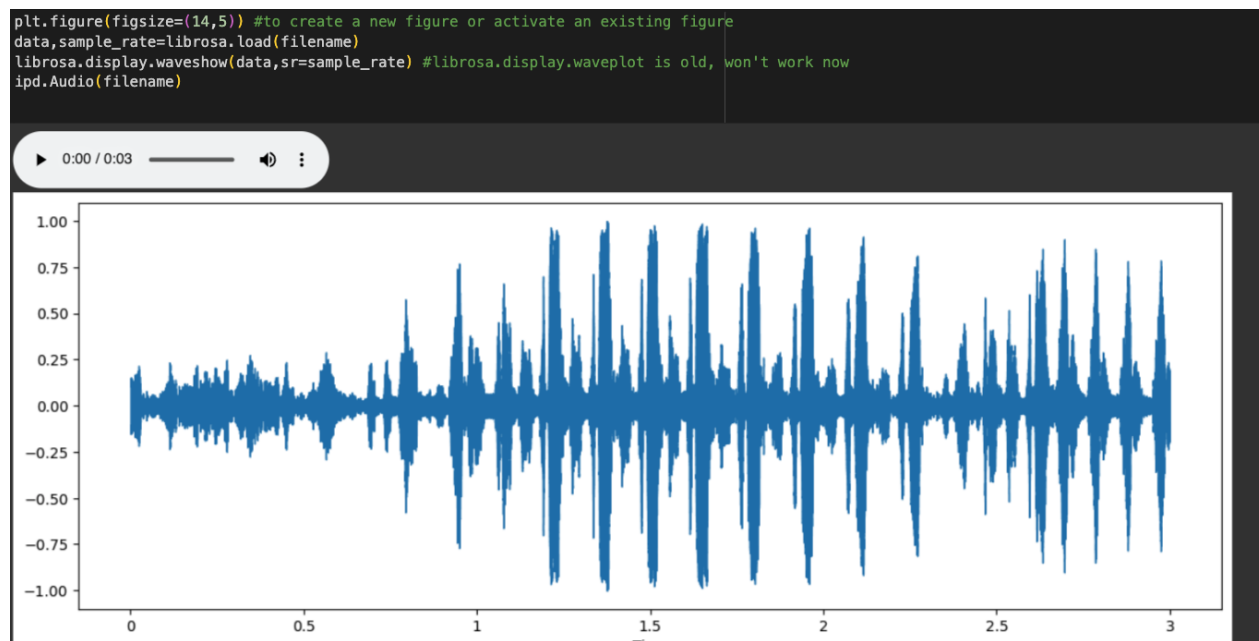 plt.figure(figsize=(14,5)) #to create a new figure or activate an existing figure
data,sample_rate=librosa.load(filename)
librosa.display.waveshow(data,sr=sample_rate) #librosa.display.waveplot is old, won't work now
ipd.Audio(filename)
0:00 / 0:03
1.00
0.75
0.50
0.25
0.00
−0.25
−0.50
−0.75
−1.00
0 0.5 1 1.5 2 2.5 3